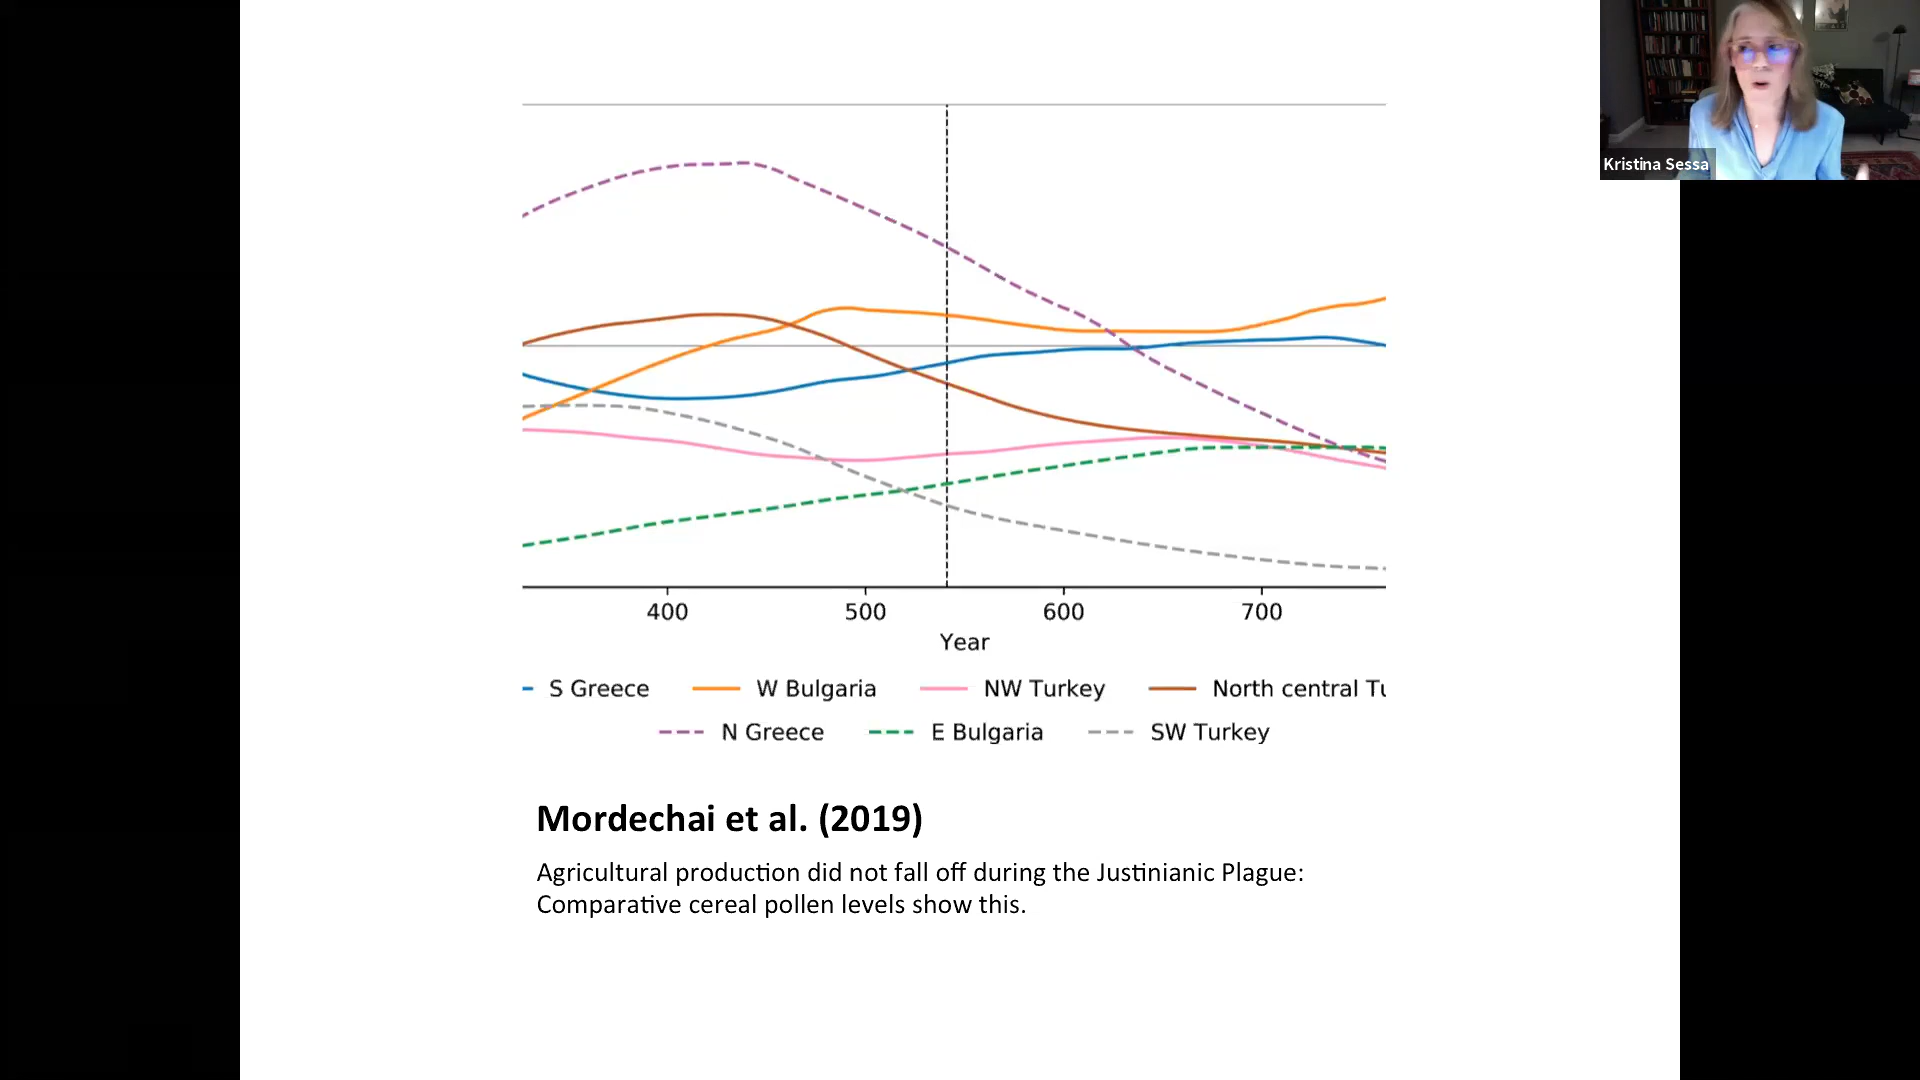 Kristina Sessa
400 500 600 700
Year
S Greece W Bulgaria NW Turkey North central Tu
N Greece E Bulgaria SW Turkey
Mordechai et al. (2019)
Agricultural production did not fall off during the Justinianic Plague:
Comparative cereal pollen levels show this.